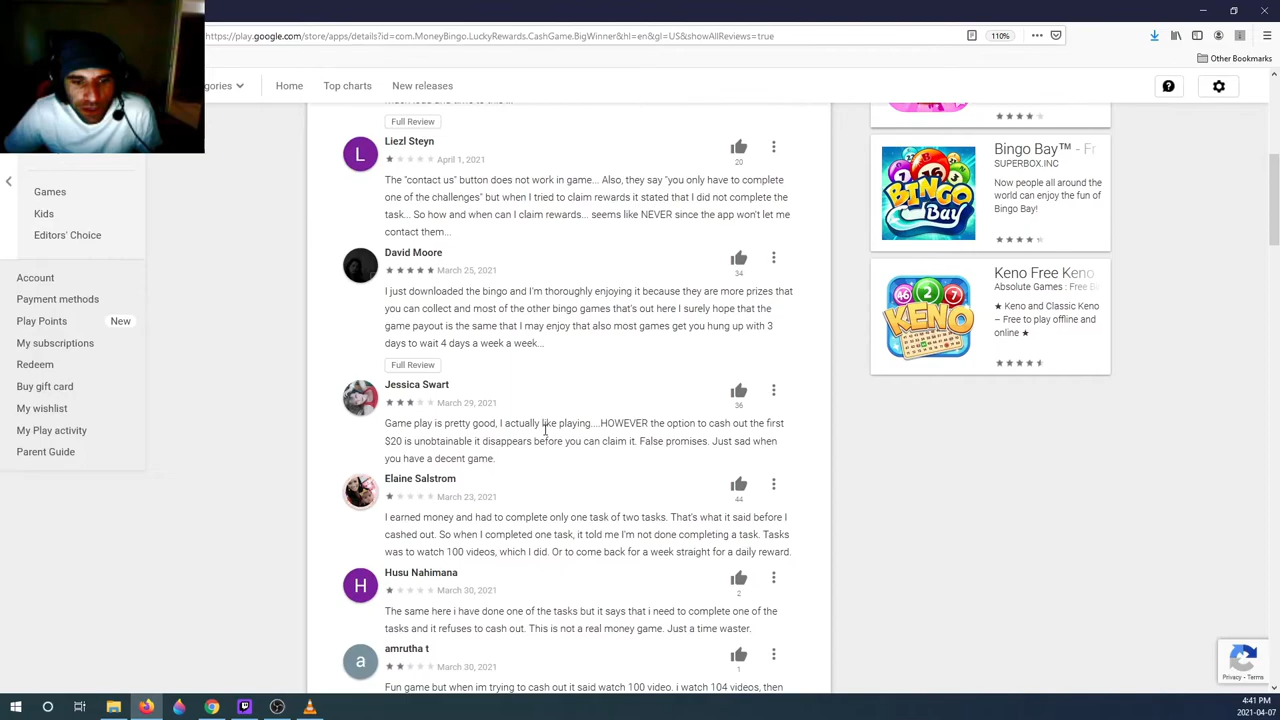 https://play.google.com/store/apps/details?id=com.MoneyBingo.LuckyRewards.CashGame.BigWinner&hl=en&gl=US&showAllReviews=true
110%
Other Bookmarks
gories
Home
Top charts
New releases
Games
Kids
Editors' Choice
Account
Payment methods
Play Points
New
My subscriptions
Redeem
Buy gift card
My wishlist
My Play activity
Parent Guide
Full Review
L
Liezl Steyn
April 1, 2021
20
The "contact us" button does not work in game... Also, they say "you only have to complete
one of the challenges" but when I tried to claim rewards it stated that I did not complete the
task... So how and when can I claim rewards... seems like NEVER since the app won't let me
contact them...
David Moore
March 25, 2021
34
I just downloaded the bingo and I'm thoroughly enjoying it because they are more prizes that
you can collect and most of the other bingo games that's out here I surely hope that the
game payout is the same that I may enjoy that also most games get you hung up with 3
days to wait 4 days a week a week...
Full Review
Jessica Swart
March 29, 2021
36
Game play is pretty good, I actually like playing....HOWEVER the option to cash out the first
$20 is unobtainable it disappears before you can claim it. False promises. Just sad when
you have a decent game.
Elaine Salstrom
March 23, 2021
44
I earned money and had to complete only one task of two tasks. That's what it said before I
cashed out. So when I completed one task, it told me I'm not done completing a task. Tasks
was to watch 100 videos, which I did. Or to come back for a week straight for a daily reward.
H
Husu Nahimana
March 30, 2021
2
The same here i have done one of the tasks but it says that i need to complete one of the
tasks and it refuses to cash out. This is not a real money game. Just a time waster.
a
amrutha t
March 30, 2021
1
Fun game but when im trying to cash out it said watch 100 video. i watch 104 videos, then
BINGO
Bay
Bingo Bay™ - Fr
SUPERBOX.INC
Now people all around the
world can enjoy the fun of
Bingo Bay!
46 2 7
KENO
Keno Free Keno
Absolute Games : Free B
★ Keno and Classic Keno
– Free to play offline and
online ★
Privacy - Terms
4:41 PM
2021-04-07